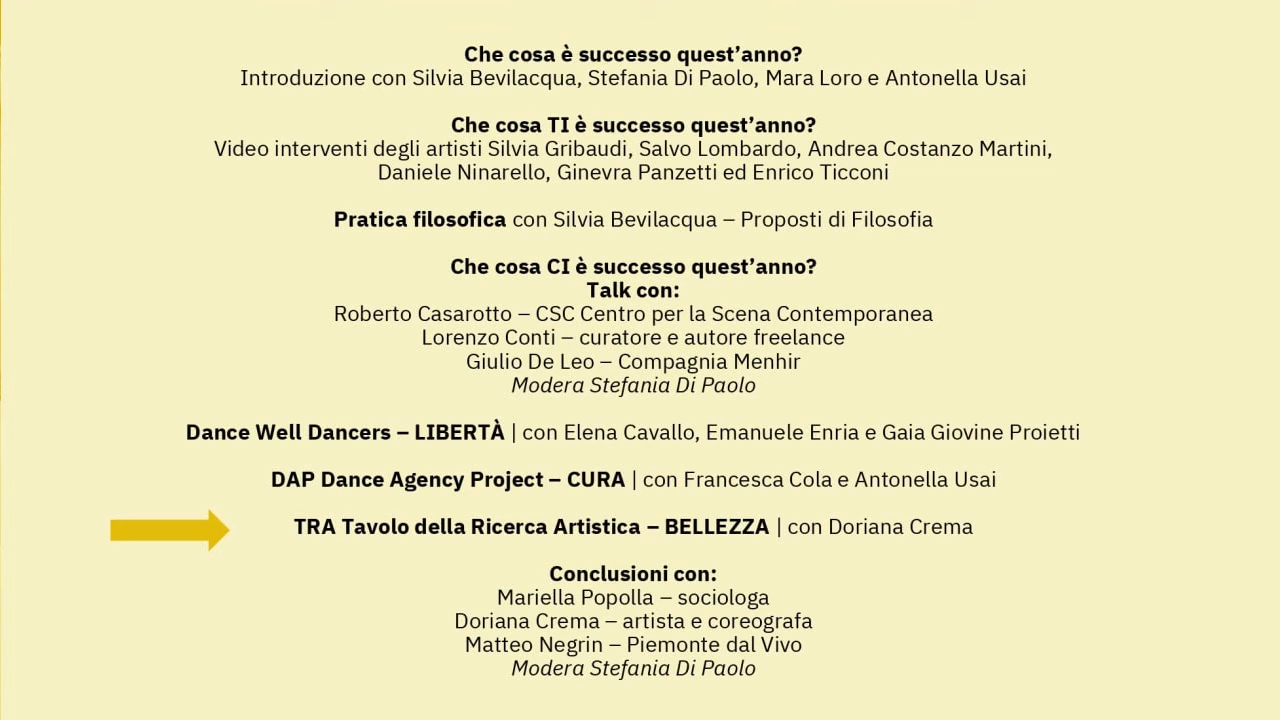 Che cosa è successo quest’anno?
Introduzione con Silvia Bevilacqua, Stefania Di Paolo, Mara Loro e Antonella Usai
Che cosa TI è successo quest’anno?
Video interventi degli artisti Silvia Gribaudi, Salvo Lombardo, Andrea Costanzo Martini,
Daniele Ninarello, Ginevra Panzetti ed Enrico Ticconi
Pratica filosofica con Silvia Bevilacqua – Proposti di Filosofia
Che cosa CI è successo quest’anno?
Talk con:
Roberto Casarotto – CSC Centro per la Scena Contemporanea
Lorenzo Conti – curatore e autore freelance
Giulio De Leo – Compagnia Menhir
Modera Stefania Di Paolo
Dance Well Dancers – LIBERTÀ | con Elena Cavallo, Emanuele Enria e Gaia Giovine Proietti
DAP Dance Agency Project – CURA | con Francesca Cola e Antonella Usai
TRA Tavolo della Ricerca Artistica – BELLEZZA | con Doriana Crema
Conclusioni con:
Mariella Popolla – sociologa
Doriana Crema – artista e coreografa
Matteo Negrin – Piemonte dal Vivo
Modera Stefania Di Paolo